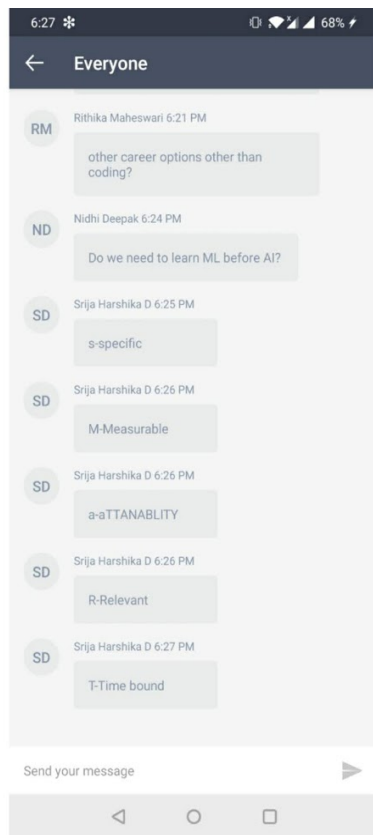 6:27 68%
Everyone
Rithika Maheswari 6:21 PM
RM
other career options other than
coding?
Nidhi Deepak 6:24 PM
ND
Do we need to learn ML before AI?
Srija Harshika D 6:25 PM
SD
s-specific
Srija Harshika D 6:26 PM
SD
M-Measurable
Srija Harshika D 6:26 PM
SD
a-aTTANABLITY
Srija Harshika D 6:26 PM
SD
R-Relevant
Srija Harshika D 6:27 PM
SD
T-Time bound
Send your message